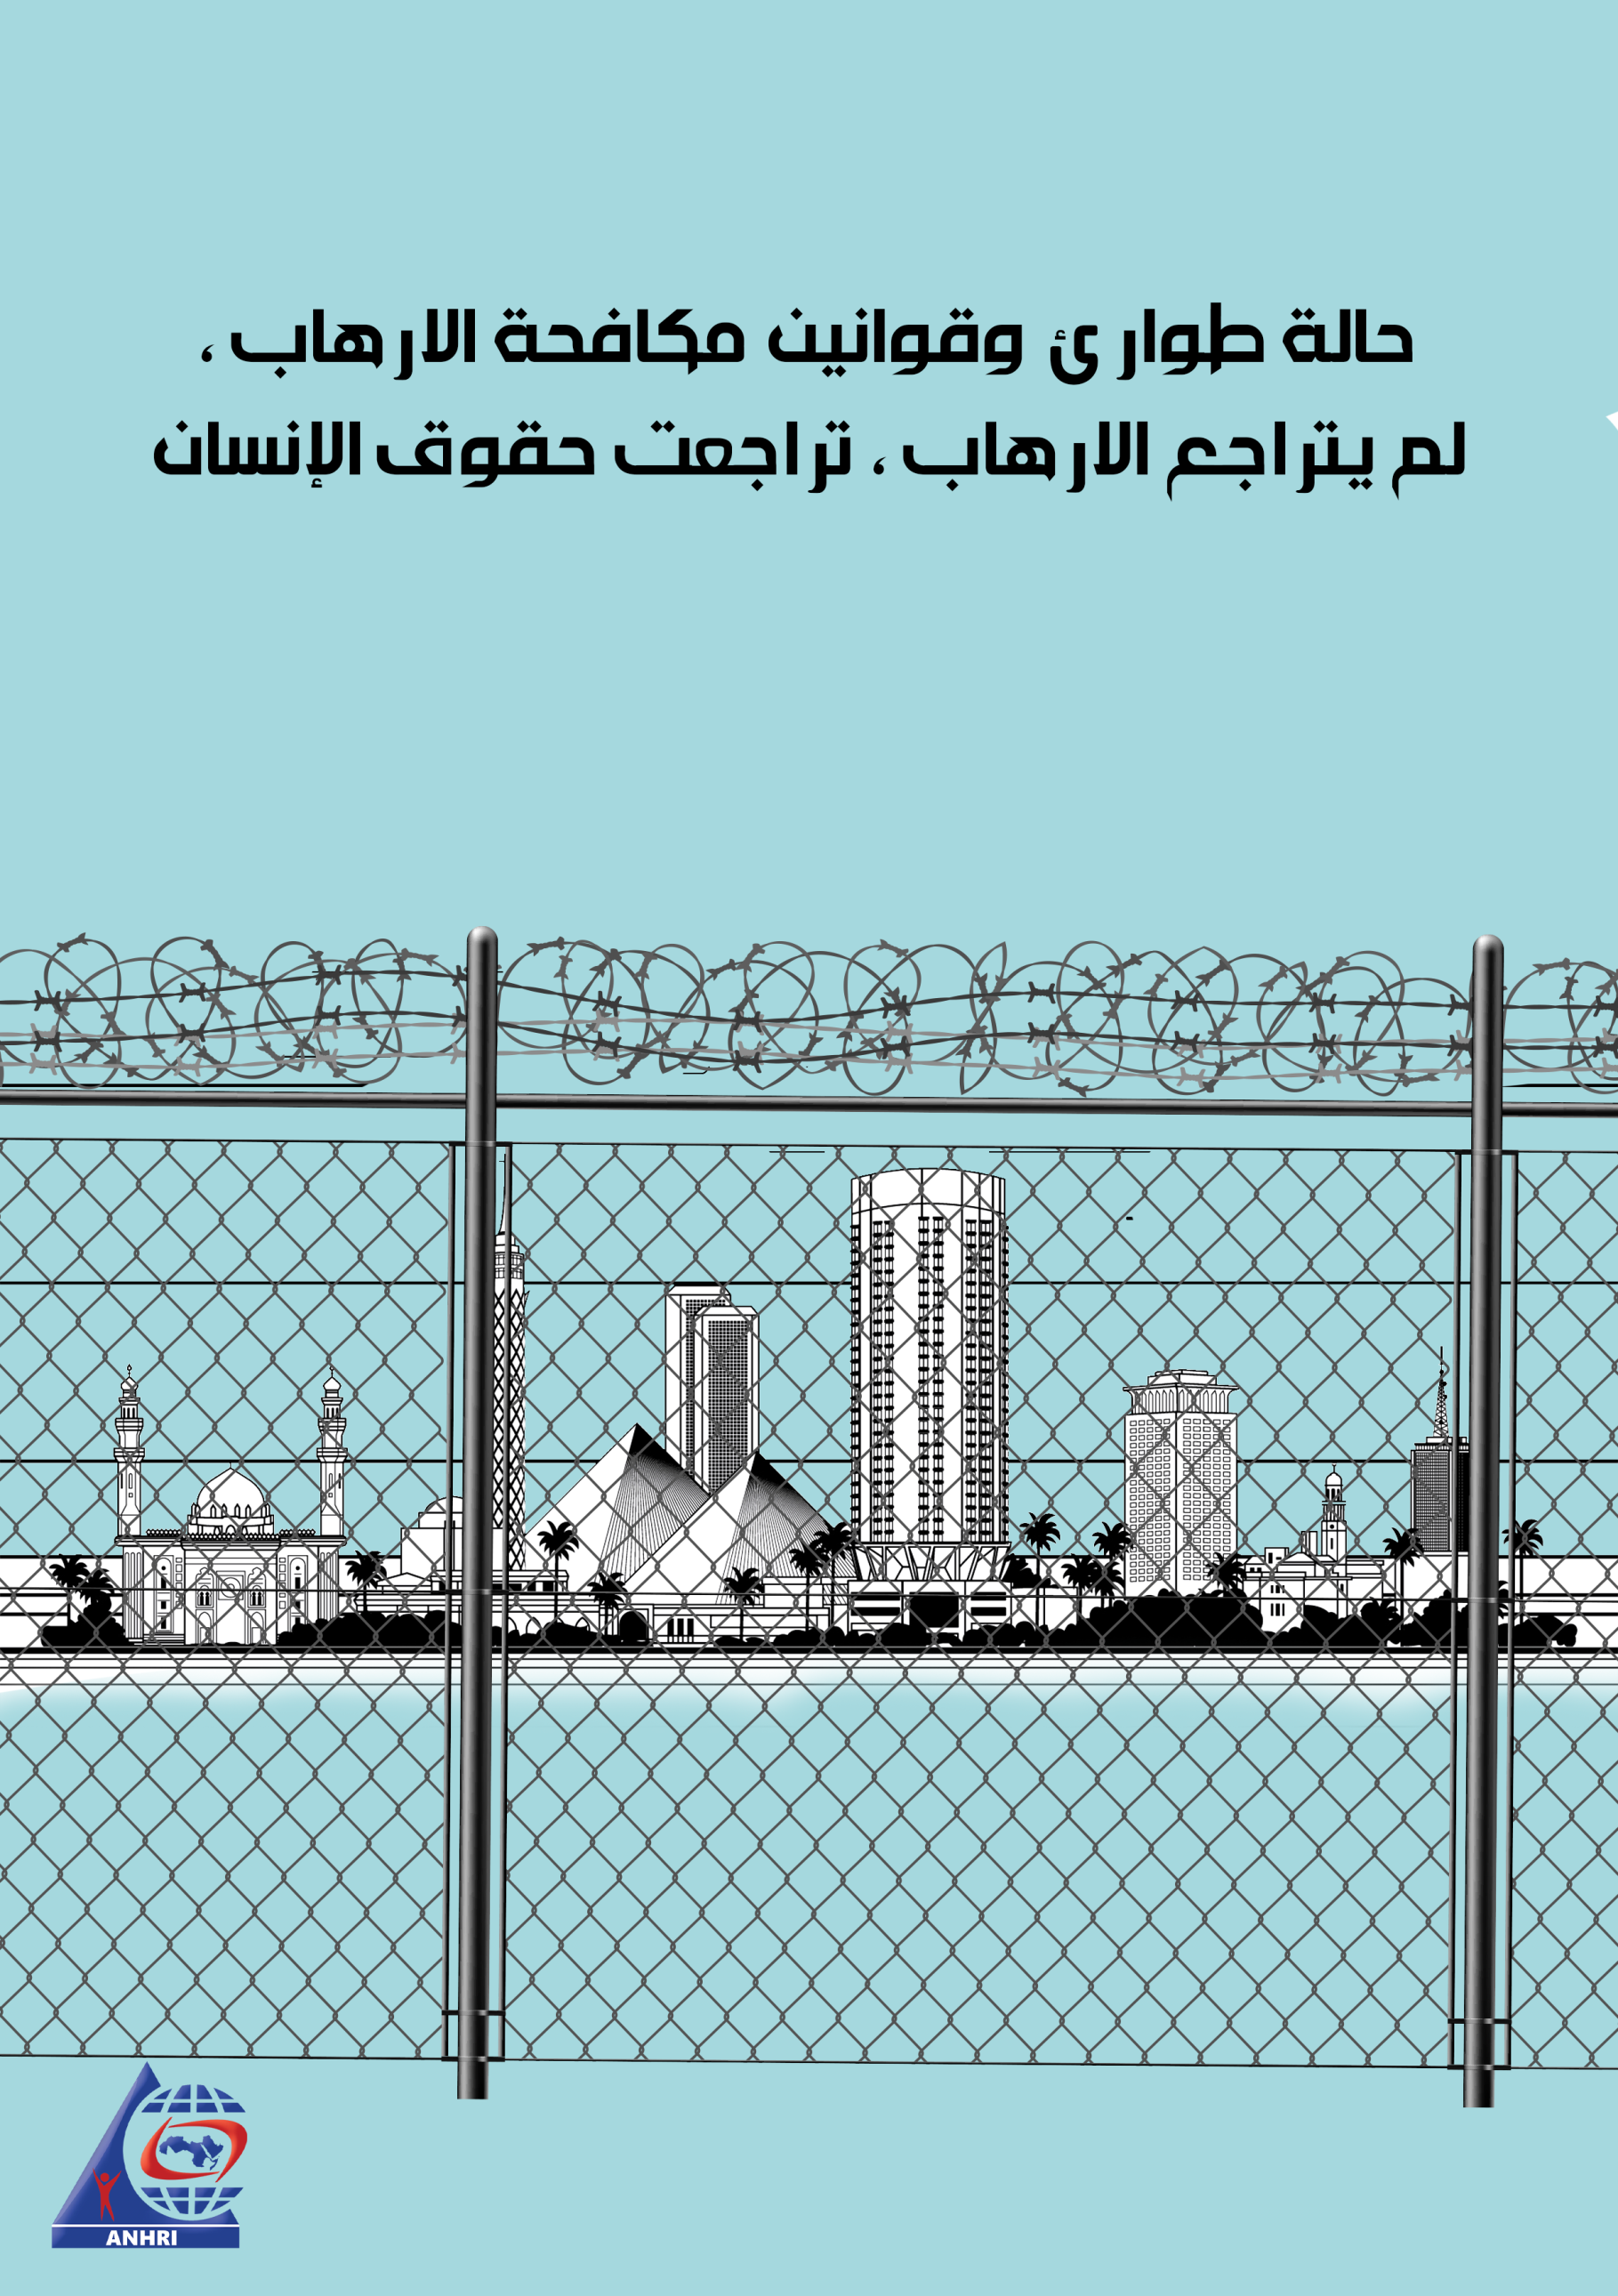 حالة طوارئ وقوانين مكافحة الارهاب ،
لم يتراجع الارهاب ، تراجعت حقوق الإنسان
ANHRI